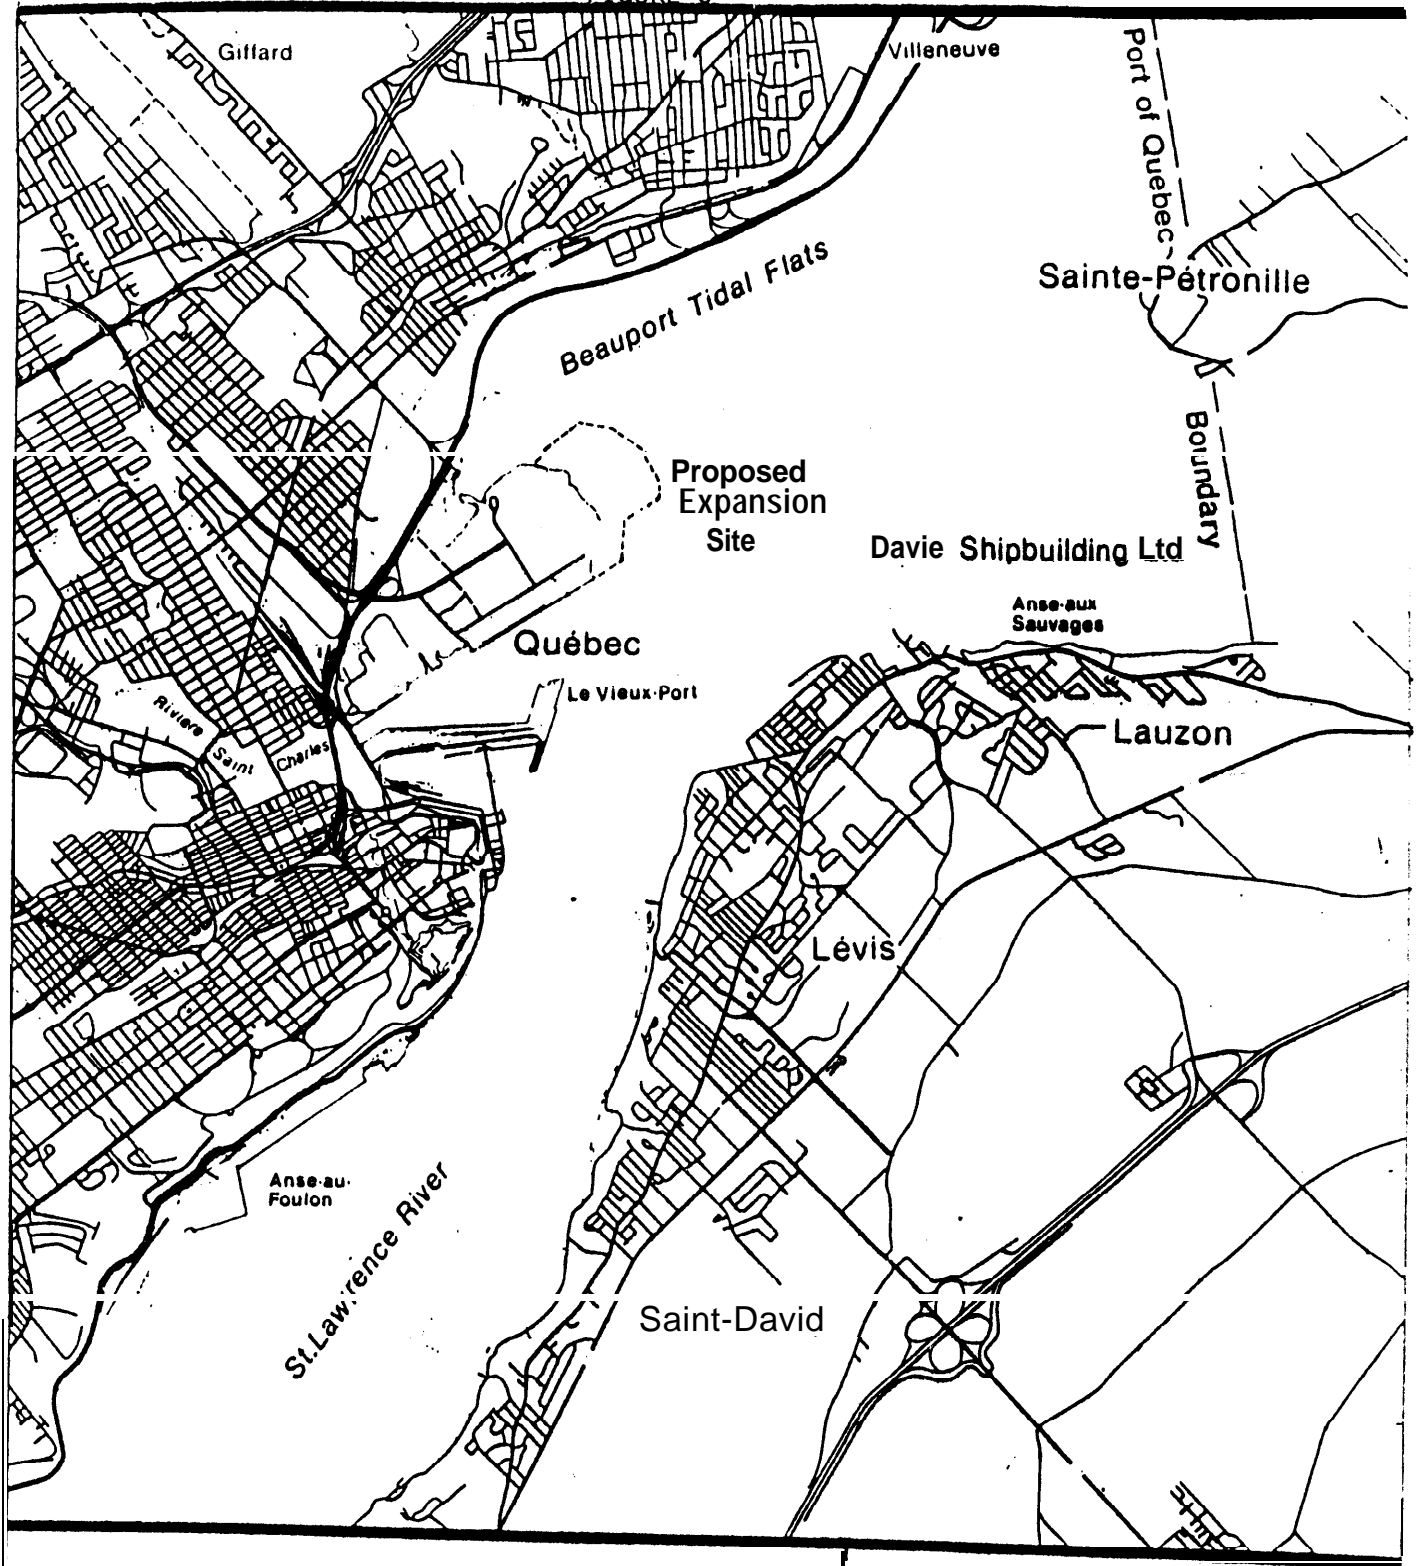 Giffard
Villeneuve
Port of Quebec
Beauport Tidal Flats
Sainte-Pétronille
Boundary
Proposed
Expansion
Site
Davie Shipbuilding Ltd
Anse-aux
Sauvages
Québec
Le Vieux-Port
Riviere
Saint
Charles
Lauzon
Lévis
Anse-au-
Foulon
St.Lawrence River
Saint-David